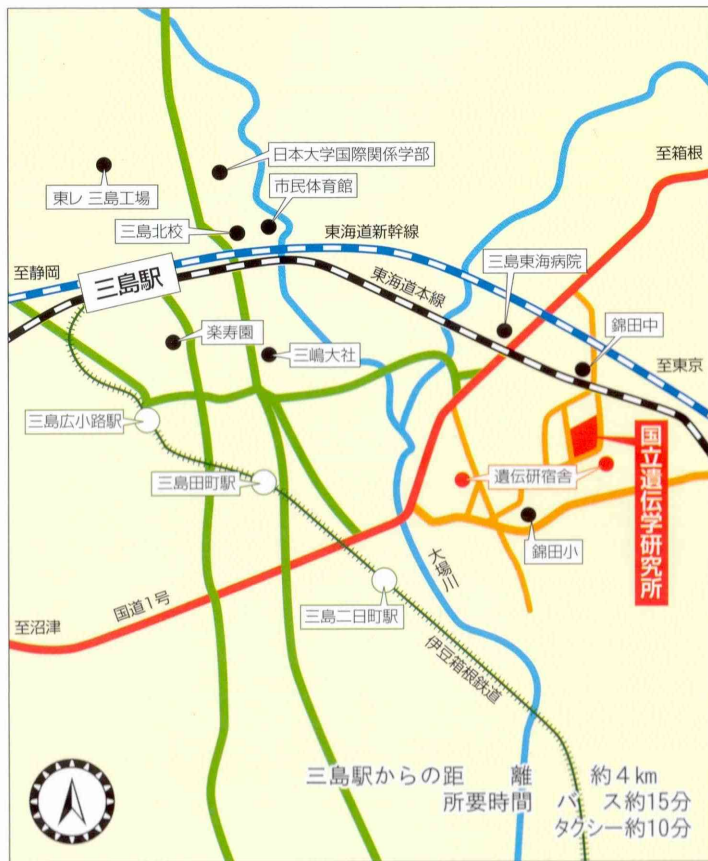 日本大学国際関係学部
至箱根
東レ 三島工場
市民体育館
三島北校
東海道新幹線
至静岡
三島駅
東海道本線
三島東海病院
楽寿園
三嶋大社
錦田中
至東京
三島広小路駅
国立遺伝学研究所
三島田町駅
遺伝研宿舎
錦田小
大場川
国道1号
三島二日町駅
至沼津
伊豆箱根鉄道
三島駅からの距 離 約4km
所要時間 バ ス約15分
タクシー約10分